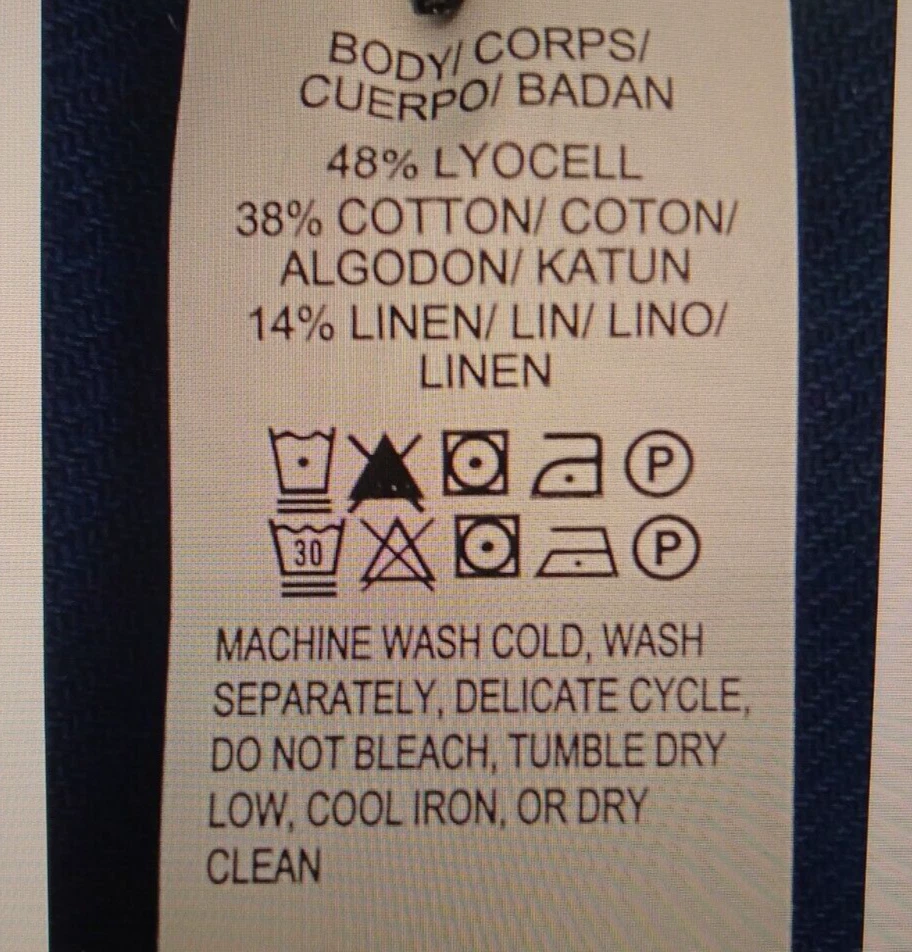 BODY/ CORPS/
CUERPO/ BADAN
48% LYOCELL
38% COTTON/ COTON/
ALGODON/ KATUN
14% LINEN/ LIN/ LINO/
LINEN
P
30 P
MACHINE WASH COLD, WASH
SEPARATELY, DELICATE CYCLE,
DO NOT BLEACH, TUMBLE DRY
LOW, COOL IRON, OR DRY
CLEAN